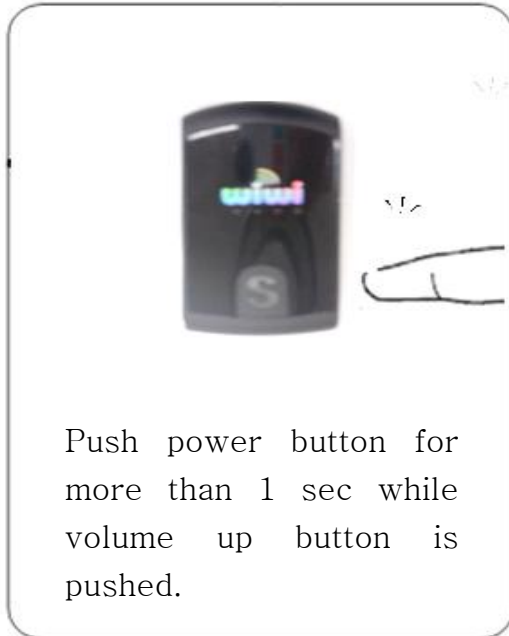 wiwi
S
Push power button for
more than 1 sec while
volume up button is
pushed.